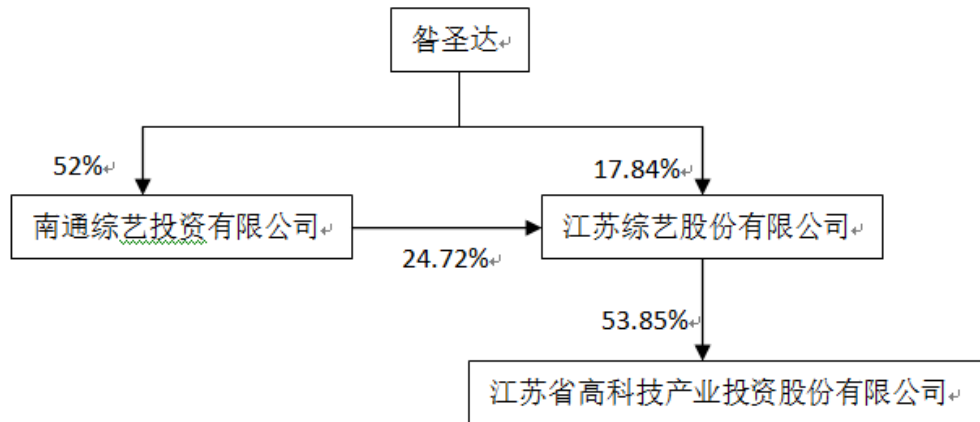 昝圣达
52%
17.84%
南通综艺投资有限公司
江苏综艺股份有限公司
24.72%
53.85%
江苏省高科技产业投资股份有限公司